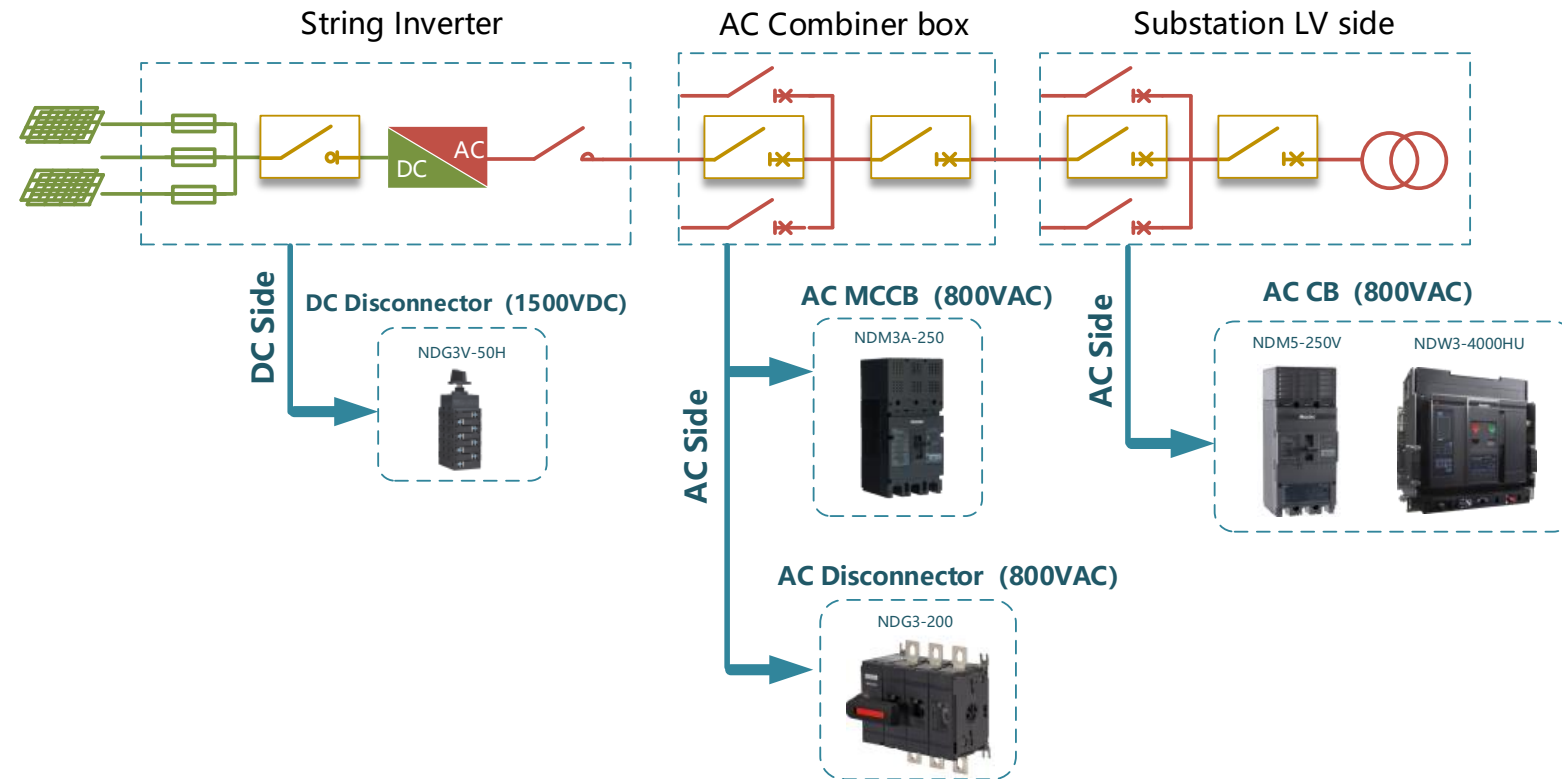 String Inverter
AC Combiner box
Substation LV side
DC
AC
DC Side
DC Disconnector (1500VDC)
NDG3V-50H
AC Side
AC MCCB (800VAC)
NDM3A-250
AC Disconnector (800VAC)
NDG3-200
AC Side
AC CB (800VAC)
NDM5-250V
NDW3-4000HU